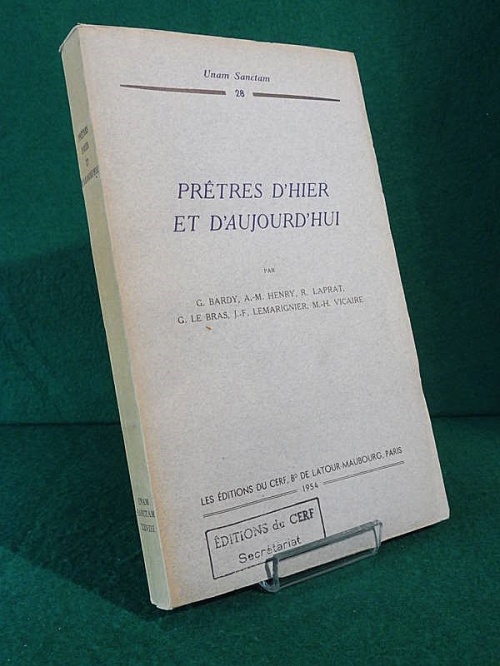 Unam Sanctam
28
PRÊTRES D'HIER
ET D'AUJOURD'HUI
PAR
G. BARDY, A.-M. HENRY, R. LAPRAT,
G. LE BRAS, J.-F. LEMARIGNIER, M.-H. VICAIRE
LES ÉDITIONS DU CERF, Bᴰ DE LATOUR-MAUBOURG, PARIS
1954
ÉDITIONS du CERF
Secrétariat
UNAM
SANCTAM
XXVIII